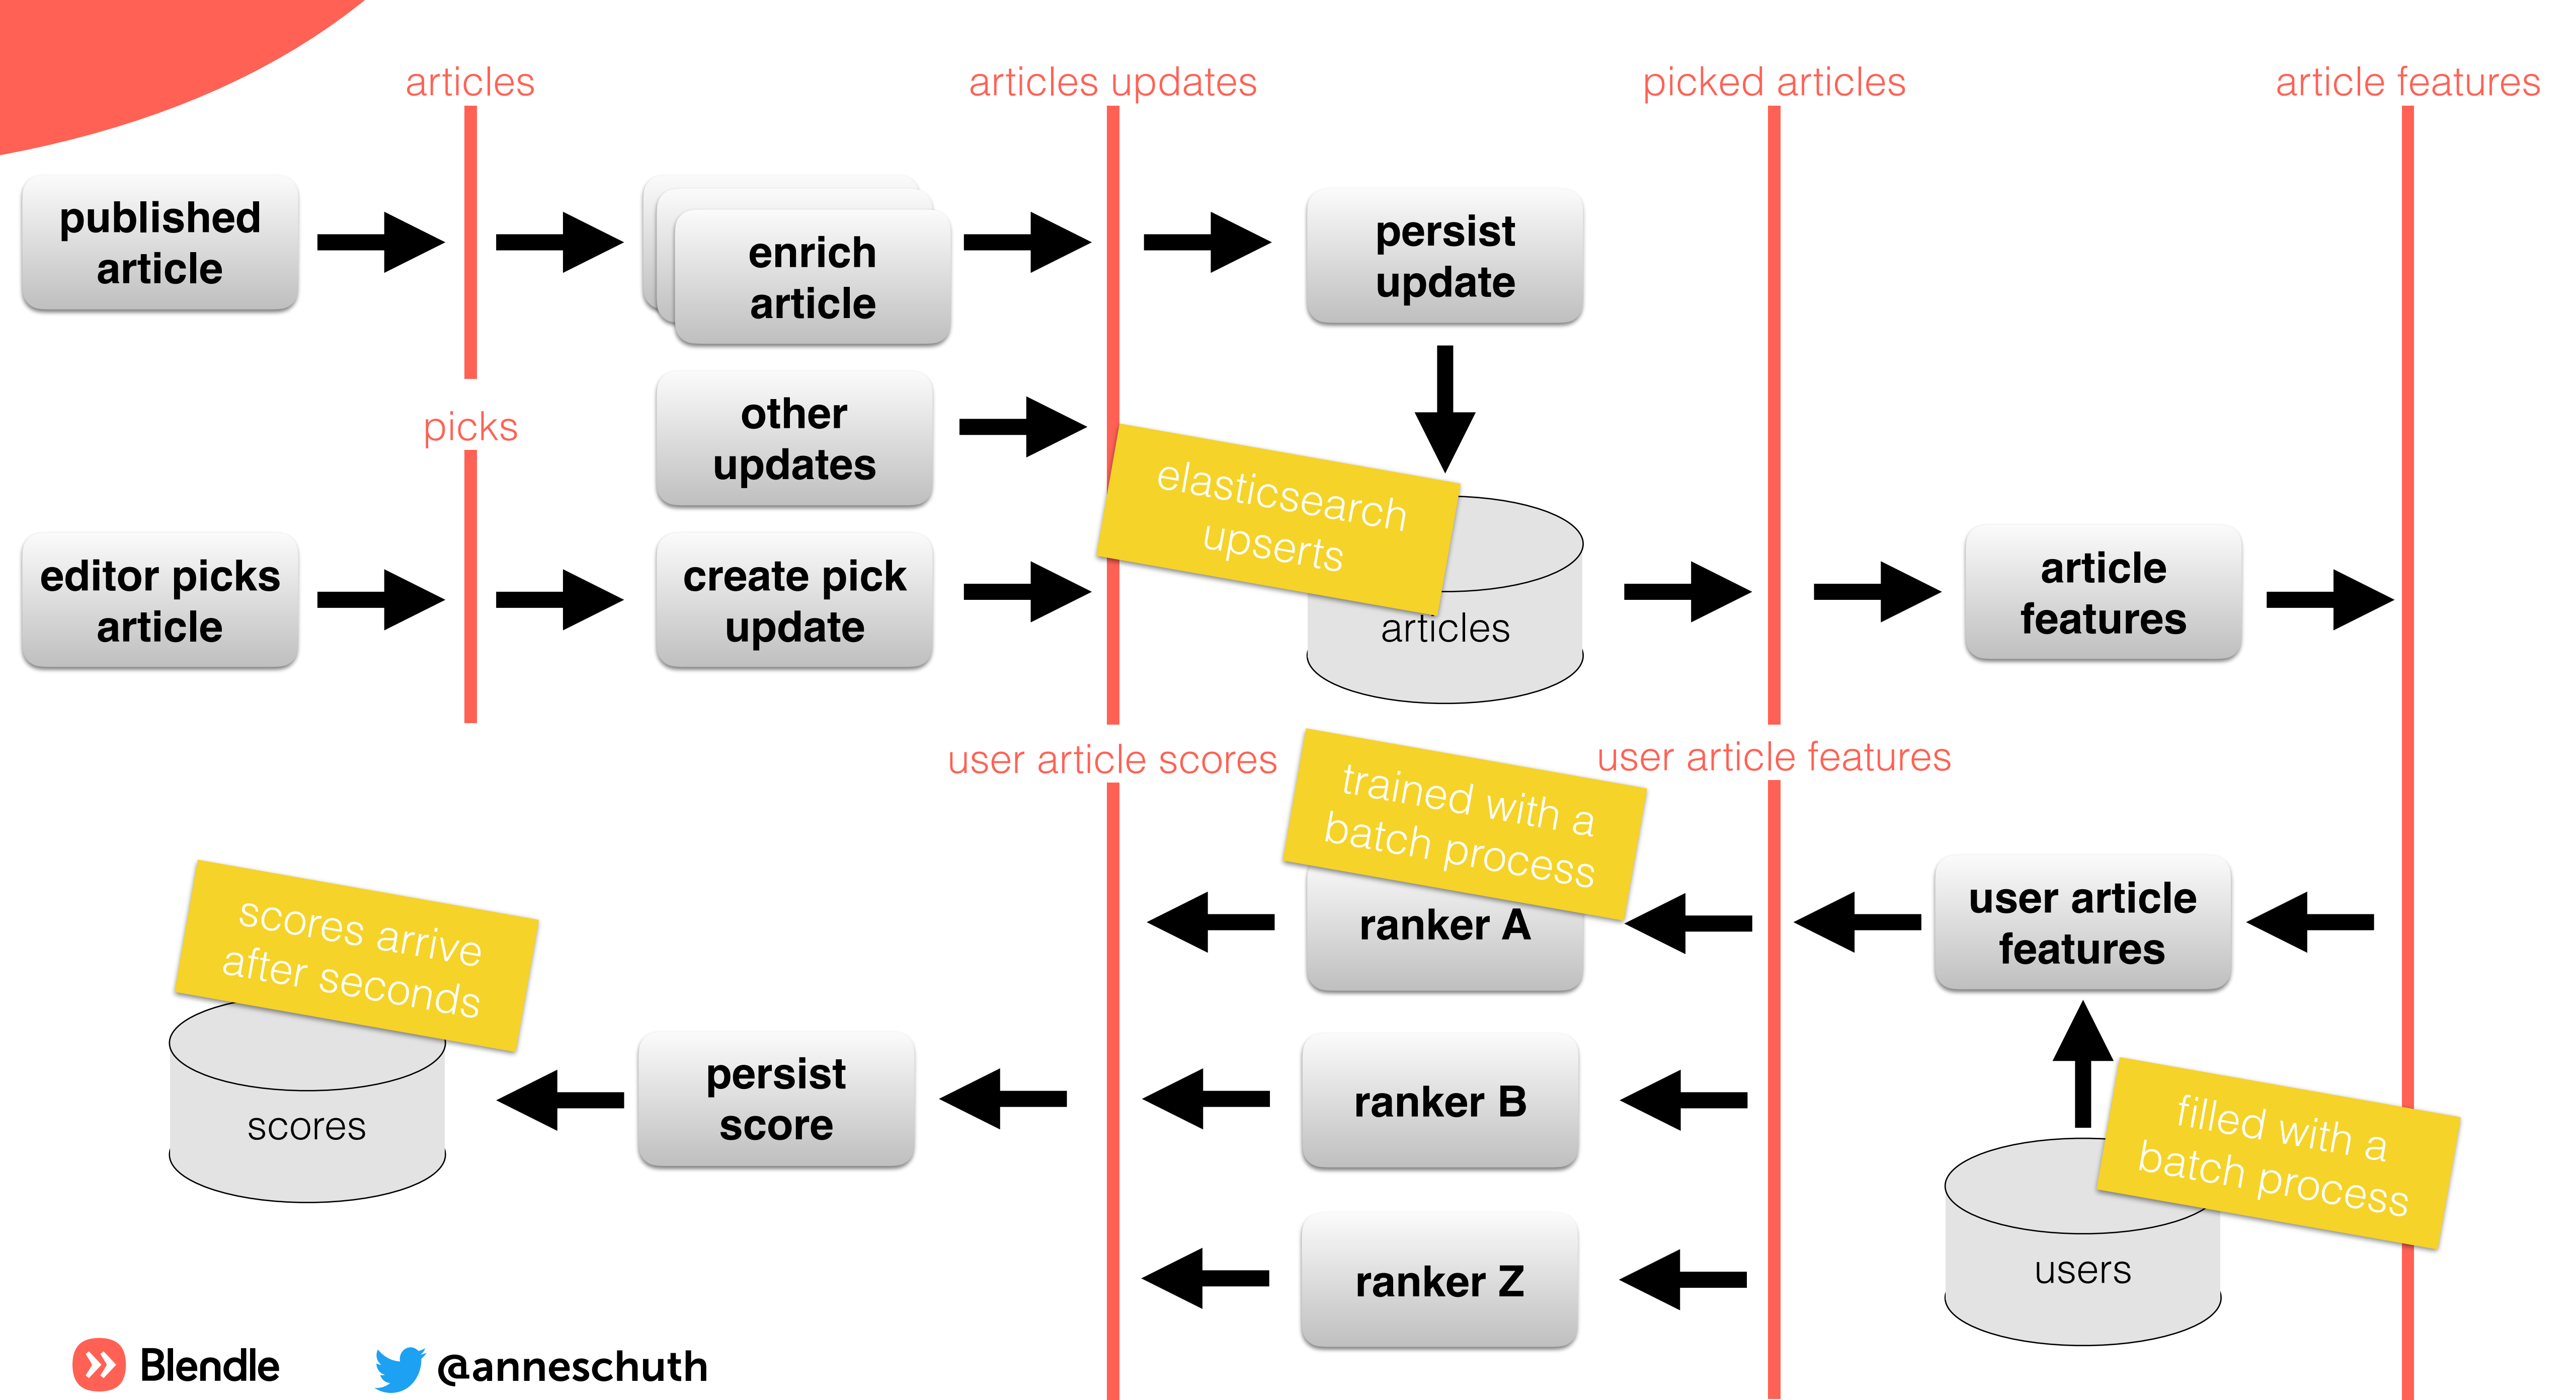 articles
articles updates
picked articles
article features
published
article
enrich
article
persist
update
picks
other
updates
elasticsearch
upserts
editor picks
article
create pick
update
articles
article
features
user article scores
trained with a
batch process
user article features
scores arrive
after seconds
ranker A
user article
features
scores
persist
score
ranker B
filled with a
batch process
users
ranker Z
Blendle
@anneschuth